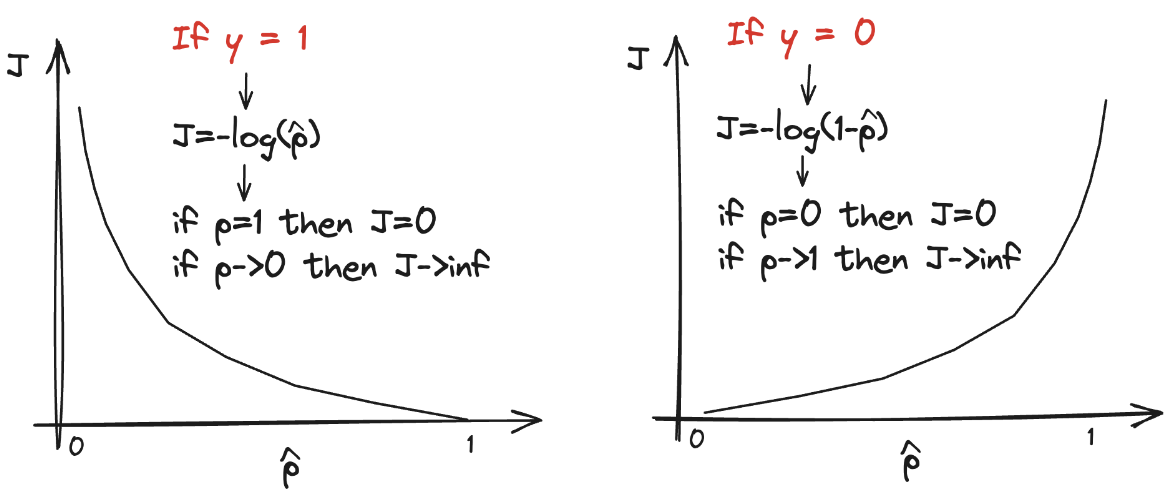 If y = 1
J
J=-log(p̂)
if p=1 then J=0
if p->0 then J->inf
0
1
p̂
If y = 0
J
J=-log(1-p̂)
if p=0 then J=0
if p->1 then J->inf
0
1
p̂